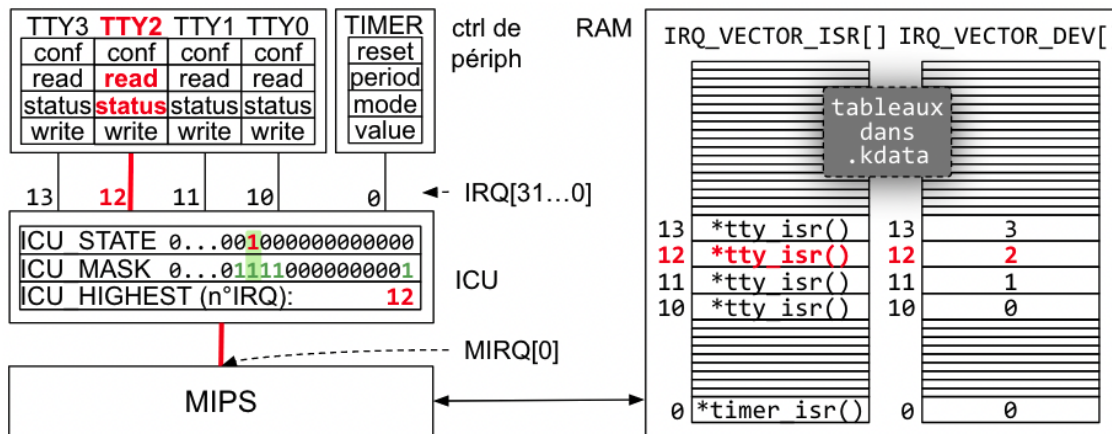 TTY3 TTY2 TTY1 TTY0
conf conf conf conf
read read read read
status status status status
write write write write
TIMER
reset
period
mode
value
ctrl de
périph
13 12 11 10 0
IRQ[31...0]
ICU_STATE 0...001000000000000
ICU_MASK 0...011110000000001
ICU_HIGHEST (n°IRQ): 12
ICU
MIRQ[0]
MIPS
RAM
IRQ_VECTOR_ISR[] IRQ_VECTOR_DEV[
tableaux
dans
.kdata
13 *tty_isr() 13 3
12 *tty_isr() 12 2
11 *tty_isr() 11 1
10 *tty_isr() 10 0
0 *timer_isr() 0 0